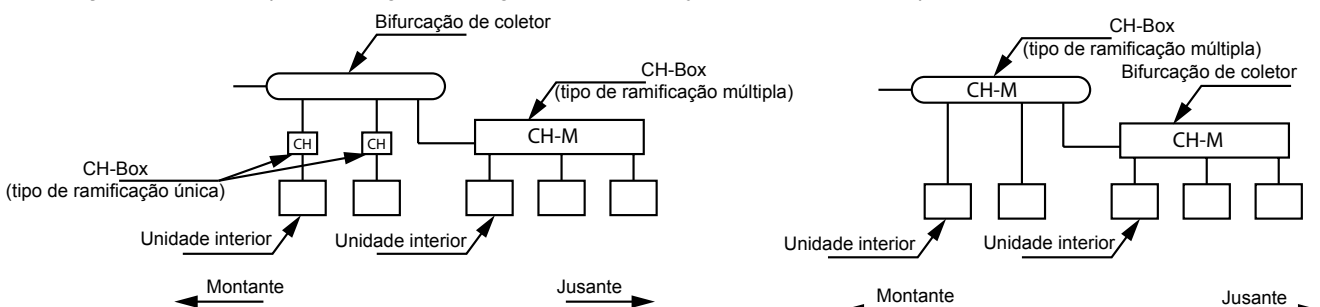 Bifurcação de coletor
CH-Box
(tipo de ramificação múltipla)
CH
CH
CH-M
CH-Box
(tipo de ramificação única)
Unidade interior
Unidade interior
Montante
Jusante
CH-Box
(tipo de ramificação múltipla)
Bifurcação de coletor
CH-M
CH-M
Unidade interior
Unidade interior
Montante
Jusante